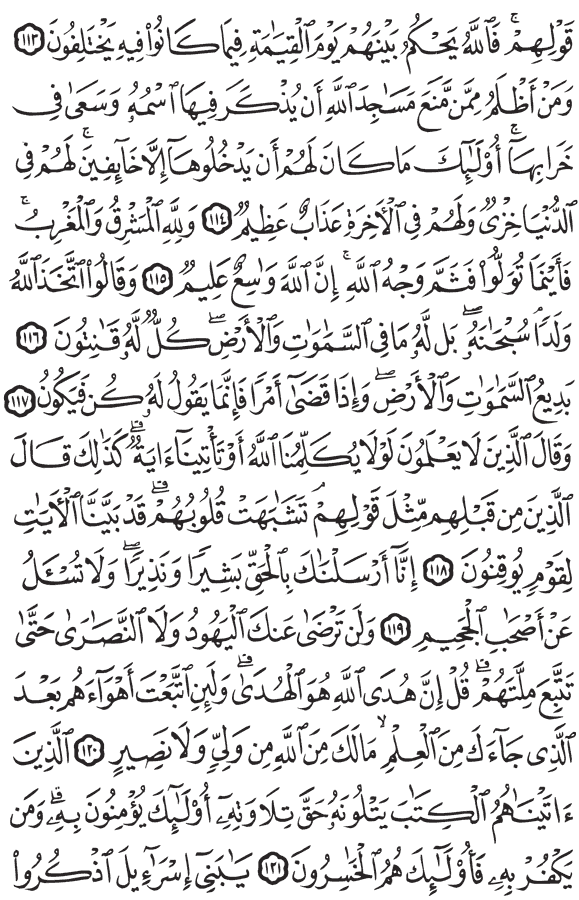 قَوْلِهِمْ ۚ فَٱللَّهُ يَحْكُمُ بَيْنَهُمْ يَوْمَ ٱلْقِيَـٰمَةِ فِيمَا كَانُوا۟ فِيهِ يَخْتَلِفُونَ ١١٣
وَمَنْ أَظْلَمُ مِمَّن مَّنَعَ مَسَـٰجِدَ ٱللَّهِ أَن يُذْكَرَ فِيهَا ٱسْمُهُۥ وَسَعَىٰ فِى
خَرَابِهَآ ۚ أُو۟لَـٰٓئِكَ مَا كَانَ لَهُمْ أَن يَدْخُلُوهَآ إِلَّا خَآئِفِينَ ۚ لَهُمْ فِى
ٱلدُّنْيَا خِزْىٌ وَلَهُمْ فِى ٱلْـَٔاخِرَةِ عَذَابٌ عَظِيمٌ ١١٤ وَلِلَّهِ ٱلْمَشْرِقُ وَٱلْمَغْرِبُ ۚ
فَأَيْنَمَا تُوَلُّوا۟ فَثَمَّ وَجْهُ ٱللَّهِ ۚ إِنَّ ٱللَّهَ وَٰسِعٌ عَلِيمٌ ١١٥ وَقَالُوا۟ ٱتَّخَذَ ٱللَّهُ
وَلَدًا ۗ سُبْحَـٰنَهُۥ ۖ بَل لَّهُۥ مَا فِى ٱلسَّمَـٰوَٰتِ وَٱلْأَرْضِ ۖ كُلٌّ لَّهُۥ قَـٰنِتُونَ ١١٦
بَدِيعُ ٱلسَّمَـٰوَٰتِ وَٱلْأَرْضِ ۖ وَإِذَا قَضَىٰٓ أَمْرًا فَإِنَّمَا يَقُولُ لَهُۥ كُن فَيَكُونُ ١١٧
وَقَالَ ٱلَّذِينَ لَا يَعْلَمُونَ لَوْلَا يُكَلِّمُنَا ٱللَّهُ أَوْ تَأْتِينَآ ءَايَةٌ ۗ كَذَٰلِكَ قَالَ
ٱلَّذِينَ مِن قَبْلِهِم مِّثْلَ قَوْلِهِمْ ۘ تَشَـٰبَهَتْ قُلُوبُهُمْ ۗ قَدْ بَيَّنَّا ٱلْـَٔايَـٰتِ
لِقَوْمٍ يُوقِنُونَ ١١٨ إِنَّآ أَرْسَلْنَـٰكَ بِٱلْحَقِّ بَشِيرًا وَنَذِيرًا ۖ وَلَا تُسْـَٔلُ
عَنْ أَصْحَـٰبِ ٱلْجَحِيمِ ١١٩ وَلَن تَرْضَىٰ عَنكَ ٱلْيَهُودُ وَلَا ٱلنَّصَـٰرَىٰ حَتَّىٰ
تَتَّبِعَ مِلَّتَهُمْ ۗ قُلْ إِنَّ هُدَى ٱللَّهِ هُوَ ٱلْهُدَىٰ ۗ وَلَئِنِ ٱتَّبَعْتَ أَهْوَآءَهُم بَعْدَ
ٱلَّذِى جَآءَكَ مِنَ ٱلْعِلْمِ ۙ مَا لَكَ مِنَ ٱللَّهِ مِن وَلِىٍّ وَلَا نَصِيرٍ ١٢٠ ٱلَّذِينَ
ءَاتَيْنَـٰهُمُ ٱلْكِتَـٰبَ يَتْلُونَهُۥ حَقَّ تِلَاوَتِهِۦٓ أُو۟لَـٰٓئِكَ يُؤْمِنُونَ بِهِۦ ۗ وَمَن
يَكْفُرْ بِهِۦ فَأُو۟لَـٰٓئِكَ هُمُ ٱلْخَـٰسِرُونَ ١٢١ يَـٰبَنِىٓ إِسْرَٰٓءِيلَ ٱذْكُرُوا۟